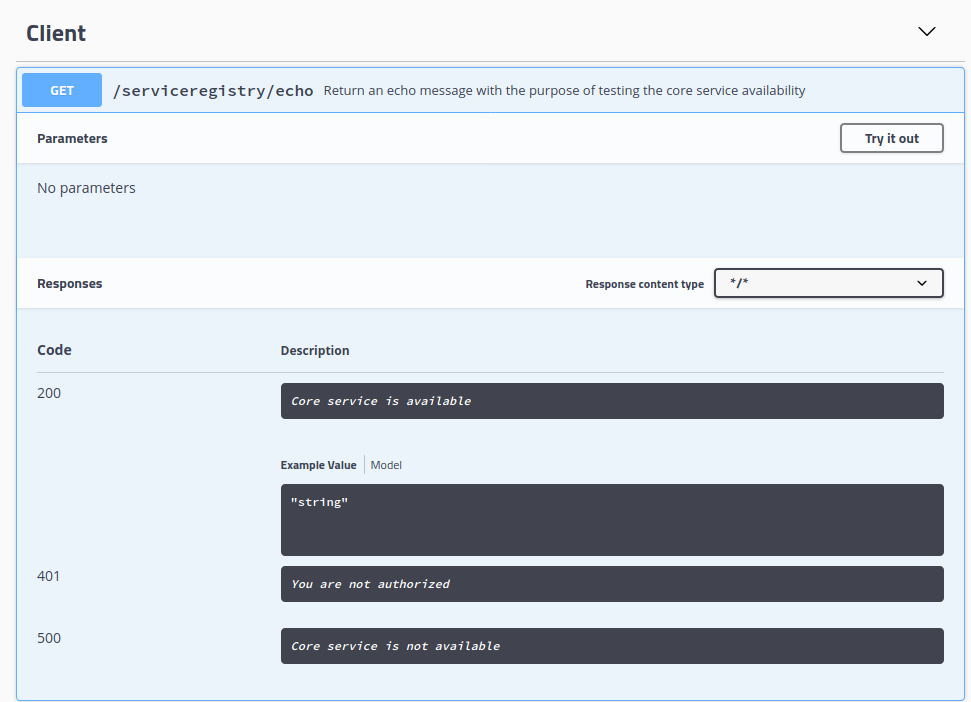 Client
GET /serviceregistry/echo Return an echo message with the purpose of testing the core service availability
Parameters Try it out
No parameters
Responses Response content type */*
Code Description
200 Core service is available
Example Value Model
"string"
401 You are not authorized
500 Core service is not available